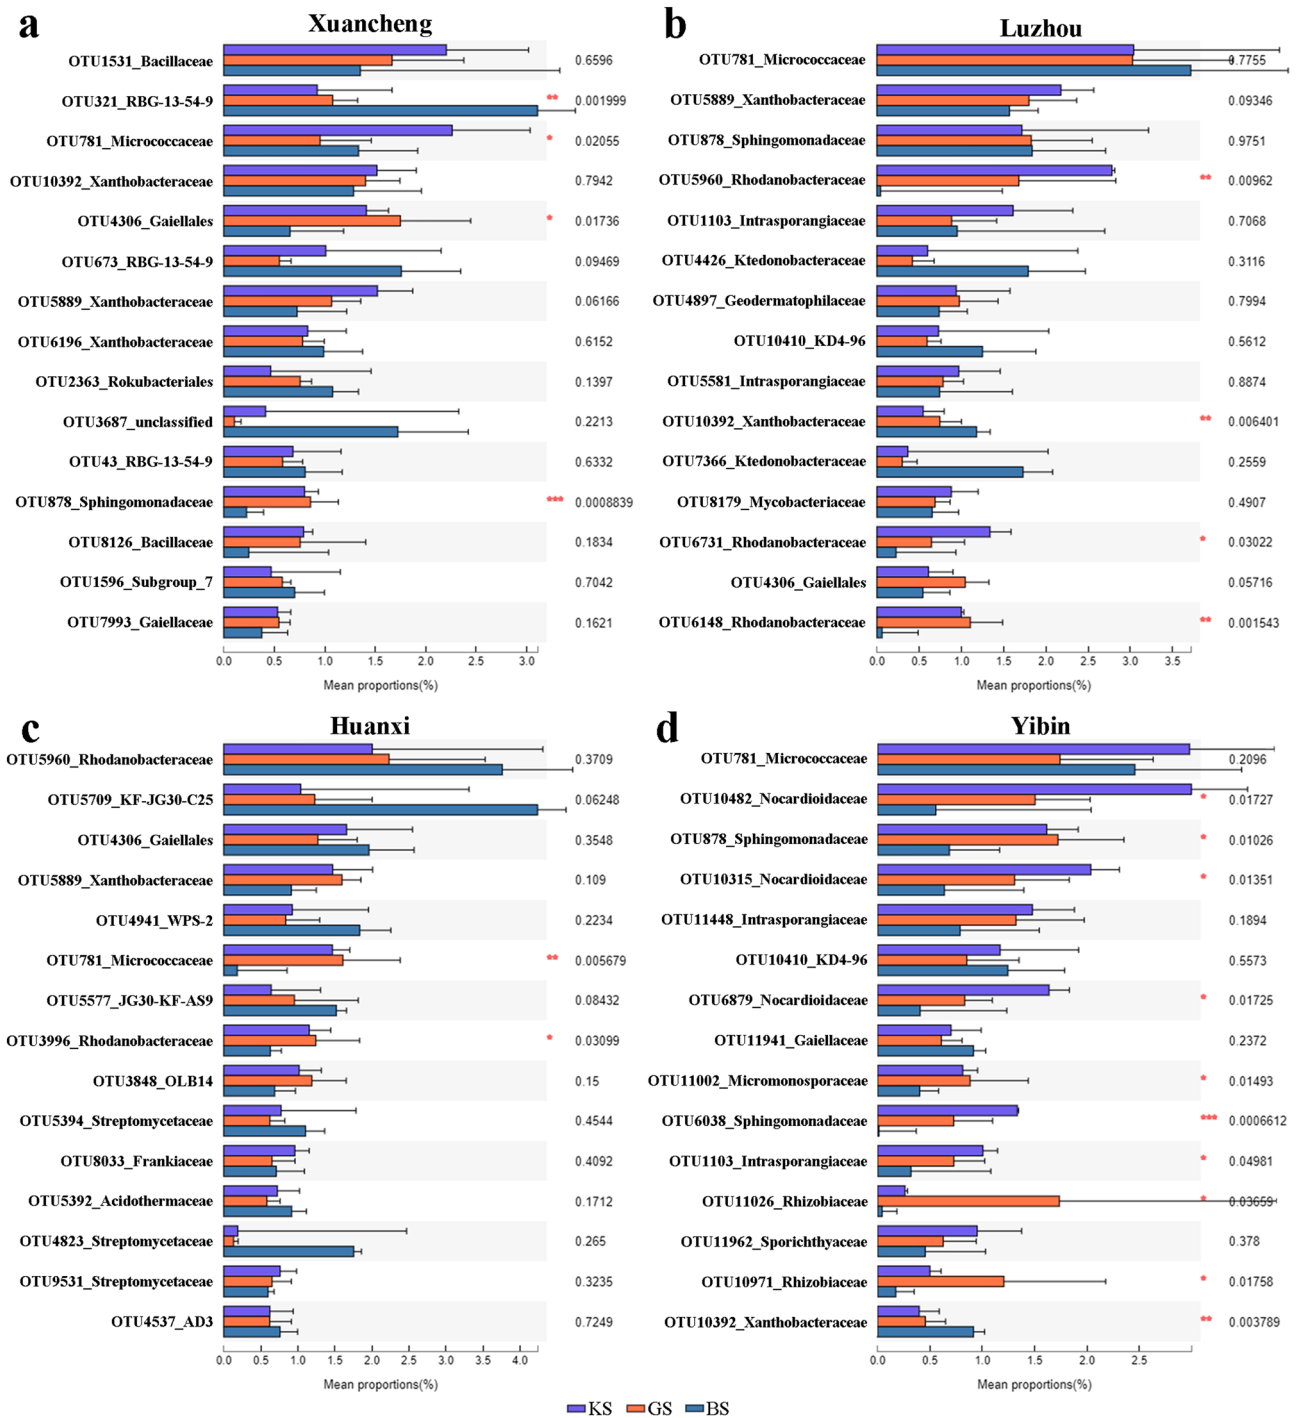 a Xuancheng
OTU1531_Bacillaceae 0.6596
OTU321_RBG-13-54-9 ** 0.001999
OTU781_Micrococcaceae * 0.02055
OTU10392_Xanthobacteraceae 0.7942
OTU4306_Gaiellales * 0.01736
OTU673_RBG-13-54-9 0.09469
OTU5889_Xanthobacteraceae 0.06166
OTU6196_Xanthobacteraceae 0.6152
OTU2363_Rokubacteriales 0.1397
OTU3687_unclassified 0.2213
OTU43_RBG-13-54-9 0.6332
OTU878_Sphingomonadaceae *** 0.0008839
OTU8126_Bacillaceae 0.1834
OTU1596_Subgroup_7 0.7042
OTU7993_Gaiellaceae 0.1621
0.0 0.5 1.0 1.5 2.0 2.5 3.0
Mean proportions(%)
b Luzhou
OTU781_Micrococcaceae 0.7755
OTU5889_Xanthobacteraceae 0.09346
OTU878_Sphingomonadaceae 0.9751
OTU5960_Rhodanobacteraceae ** 0.00962
OTU1103_Intrasporangiaceae 0.7068
OTU4426_Ktedonobacteraceae 0.3116
OTU4897_Geodermatophilaceae 0.7994
OTU10410_KD4-96 0.5612
OTU5581_Intrasporangiaceae 0.8874
OTU10392_Xanthobacteraceae ** 0.006401
OTU7366_Ktedonobacteraceae 0.2559
OTU8179_Mycobacteriaceae 0.4907
OTU6731_Rhodanobacteraceae * 0.03022
OTU4306_Gaiellales 0.05716
OTU6148_Rhodanobacteraceae ** 0.001543
0.0 0.5 1.0 1.5 2.0 2.5 3.0 3.5
Mean proportions(%)
c Huanxi
OTU5960_Rhodanobacteraceae 0.3709
OTU5709_KF-JG30-C25 0.06248
OTU4306_Gaiellales 0.3548
OTU5889_Xanthobacteraceae 0.109
OTU4941_WPS-2 0.2234
OTU781_Micrococcaceae ** 0.005679
OTU5577_JG30-KF-AS9 0.08432
OTU3996_Rhodanobacteraceae * 0.03099
OTU3848_OLB14 0.15
OTU5394_Streptomycetaceae 0.4544
OTU8033_Frankiaceae 0.4092
OTU5392_Acidothermaceae 0.1712
OTU4823_Streptomycetaceae 0.265
OTU9531_Streptomycetaceae 0.3235
OTU4537_AD3 0.7249
0.0 0.5 1.0 1.5 2.0 2.5 3.0 3.5 4.0
Mean proportions(%)
d Yibin
OTU781_Micrococcaceae 0.2096
OTU10482_Nocardioidaceae * 0.01727
OTU878_Sphingomonadaceae * 0.01026
OTU10315_Nocardioidaceae * 0.01351
OTU11448_Intrasporangiaceae 0.1894
OTU10410_KD4-96 0.5573
OTU6879_Nocardioidaceae * 0.01725
OTU11941_Gaiellaceae 0.2372
OTU11002_Micromonosporaceae * 0.01493
OTU6038_Sphingomonadaceae *** 0.0006612
OTU1103_Intrasporangiaceae * 0.04981
OTU11026_Rhizobiaceae * 0.03659
OTU11962_Sporichthyaceae 0.378
OTU10971_Rhizobiaceae * 0.01758
OTU10392_Xanthobacteraceae ** 0.003789
0.0 0.5 1.0 1.5 2.0 2.5
Mean proportions(%)
KS GS BS